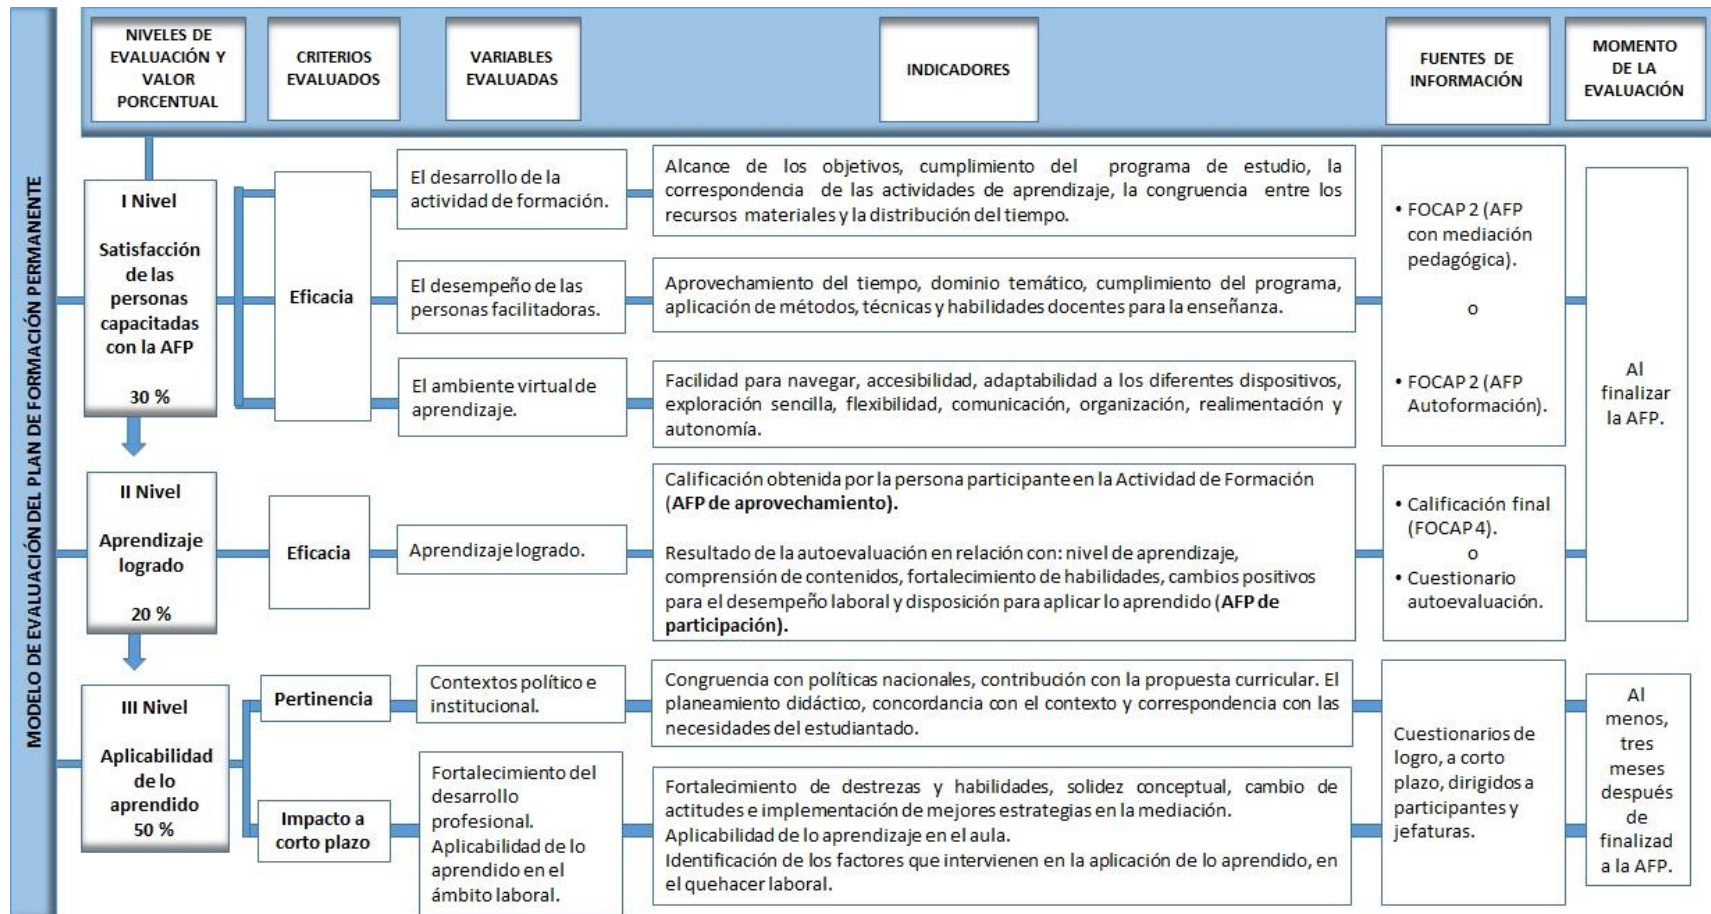 MODELO DE EVALUACIÓN DEL PLAN DE FORMACIÓN PERMANENTE
NIVELES DE
EVALUACIÓN Y
VALOR
PORCENTUAL
CRITERIOS
EVALUADOS
VARIABLES
EVALUADAS
INDICADORES
FUENTES DE
INFORMACIÓN
MOMENTO
DE LA
EVALUACIÓN
I Nivel
Satisfacción
de las
personas
capacitadas
con la AFP
30 %
Eficacia
El desarrollo de la
actividad de formación.
Alcance de los objetivos, cumplimiento del programa de estudio, la
correspondencia de las actividades de aprendizaje, la congruencia entre los
recursos materiales y la distribución del tiempo.
El desempeño de las
personas facilitadoras.
Aprovechamiento del tiempo, dominio temático, cumplimiento del programa,
aplicación de métodos, técnicas y habilidades docentes para la enseñanza.
El ambiente virtual de
aprendizaje.
Facilidad para navegar, accesibilidad, adaptabilidad a los diferentes dispositivos,
exploración sencilla, flexibilidad, comunicación, organización, realimentación y
autonomía.
• FOCAP 2 (AFP
con mediación
pedagógica).
o
• FOCAP 2 (AFP
Autoformación).
Al
finalizar
la AFP.
II Nivel
Aprendizaje
logrado
20 %
Eficacia
Aprendizaje logrado.
Calificación obtenida por la persona participante en la Actividad de Formación
(AFP de aprovechamiento).
Resultado de la autoevaluación en relación con: nivel de aprendizaje,
comprensión de contenidos, fortalecimiento de habilidades, cambios positivos
para el desempeño laboral y disposición para aplicar lo aprendido (AFP de
participación).
• Calificación final
(FOCAP 4).
o
• Cuestionario
autoevaluación.
III Nivel
Aplicabilidad
de lo
aprendido
50 %
Pertinencia
Contextos político e
institucional.
Congruencia con políticas nacionales, contribución con la propuesta curricular. El
planeamiento didáctico, concordancia con el contexto y correspondencia con las
necesidades del estudiantado.
Impacto a
corto plazo
Fortalecimiento del
desarrollo
profesional.
Aplicabilidad de lo
aprendido en el
ámbito laboral.
Fortalecimiento de destrezas y habilidades, solidez conceptual, cambio de
actitudes e implementación de mejores estrategias en la mediación.
Aplicabilidad de lo aprendizaje en el aula.
Identificación de los factores que intervienen en la aplicación de lo aprendido, en
el quehacer laboral.
Cuestionarios de
logro, a corto
plazo, dirigidos a
participantes y
jefaturas.
Al
menos,
tres
meses
después
de
finalizad
a la AFP.